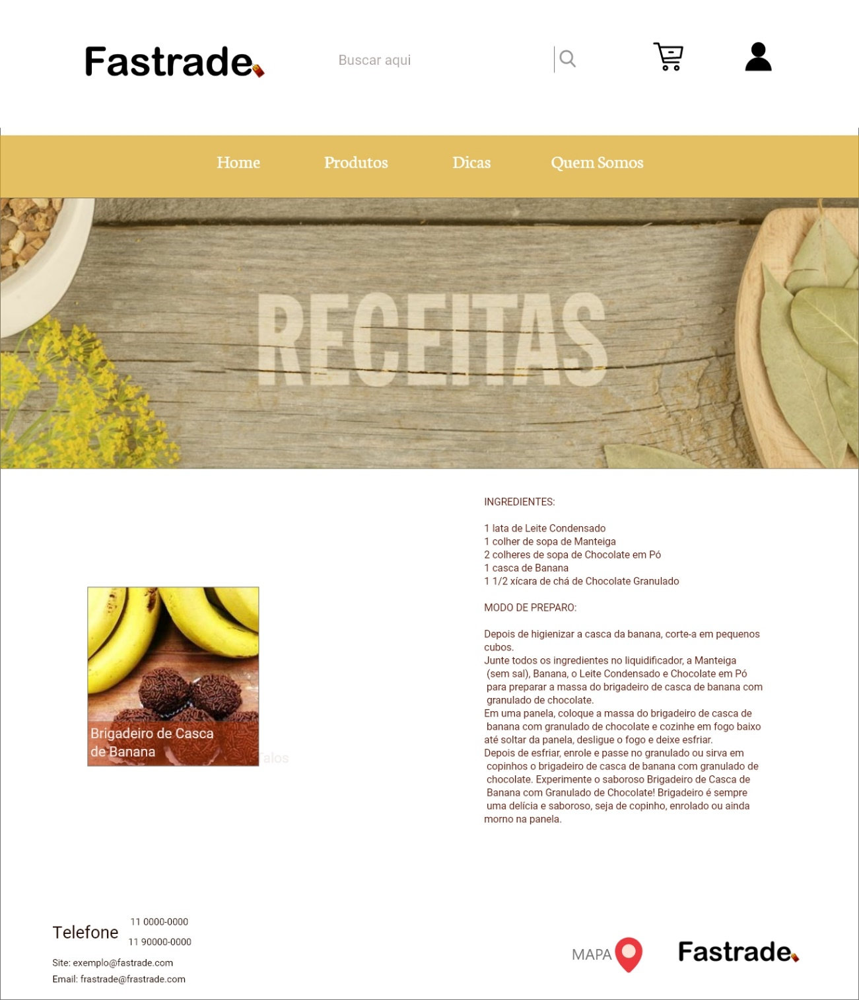 Fastrade
Buscar aqui
Home Produtos Dicas Quem Somos
RECEITAS
INGREDIENTES:
1 lata de Leite Condensado
1 colher de sopa de Manteiga
2 colheres de sopa de Chocolate em Pó
1 casca de Banana
1 1/2 xícara de chá de Chocolate Granulado
MODO DE PREPARO:
Depois de higienizar a casca da banana, corte-a em pequenos
cubos.
Junte todos os ingredientes no liquidificador, a Manteiga
(sem sal), Banana, o Leite Condensado e Chocolate em Pó
para preparar a massa do brigadeiro de casca de banana com
granulado de chocolate.
Em uma panela, coloque a massa do brigadeiro de casca de
banana com granulado de chocolate e cozinhe em fogo baixo
até soltar da panela, desligue o fogo e deixe esfriar.
Depois de esfriar, enrole e passe no granulado ou sirva em
copinhos o brigadeiro de casca de banana com granulado de
chocolate. Experimente o saboroso Brigadeiro de Casca de
Banana com Granulado de Chocolate! Brigadeiro é sempre
uma delícia e saboroso, seja de copinho, enrolado ou ainda
morno na panela.
Brigadeiro de Casca
de Banana
Talos
Telefone
11 0000-0000
11 90000-0000
Site: exemplo@fastrade.com
Email: frastrade@frastrade.com
MAPA
Fastrade